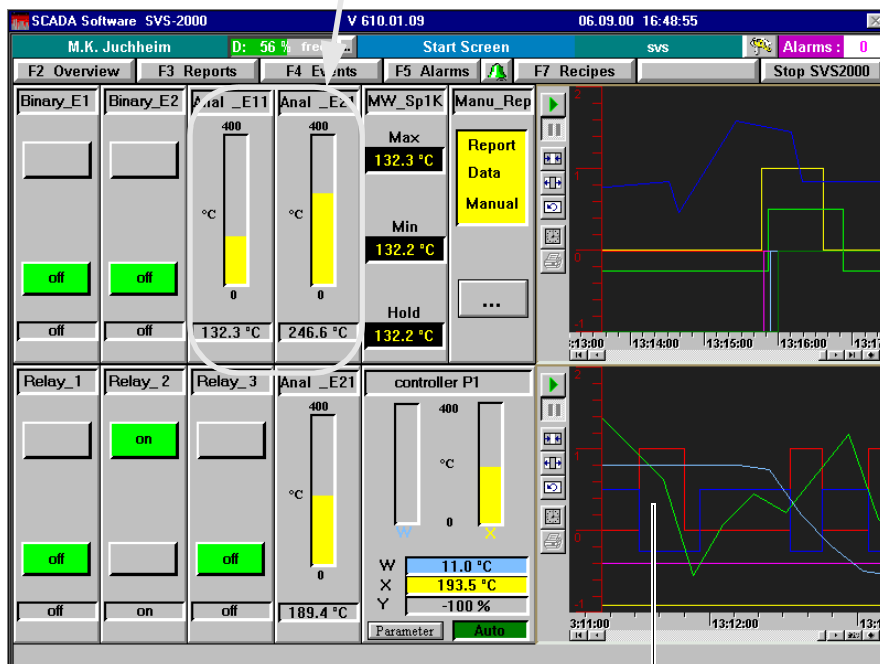 SCADA Software SVS-2000 V 610.01.09 06.09.00 16:48:55
M.K. Juchheim D: 56 % Start Screen svs Alarms : 0
F2 Overview F3 Reports F4 Events F5 Alarms F7 Recipes Stop SVS2000
Binary_E1 Binary_E2 Anal _E11 Anal _E21 MW_Sp1K Manu_Rep
400 400
°C °C
0 0
off off
off off 132.3 °C 246.6 °C
Max
132.3 °C
Min
132.2 °C
Hold
132.2 °C
Report
Data
Manual
...
2
1
0
-1
:13:00 13:14:00 13:15:00 13:16:00 13:17
Relay_1 Relay_2 Relay_3 Anal _E21 controller P1
on
off off
off on off 189.4 °C
400
°C
0
400
°C
0
W X
W 11.0 °C
X 193.5 °C
Y -100 %
Parameter Auto
2
1
0
-1
3:11:00 13:12:00 13:1